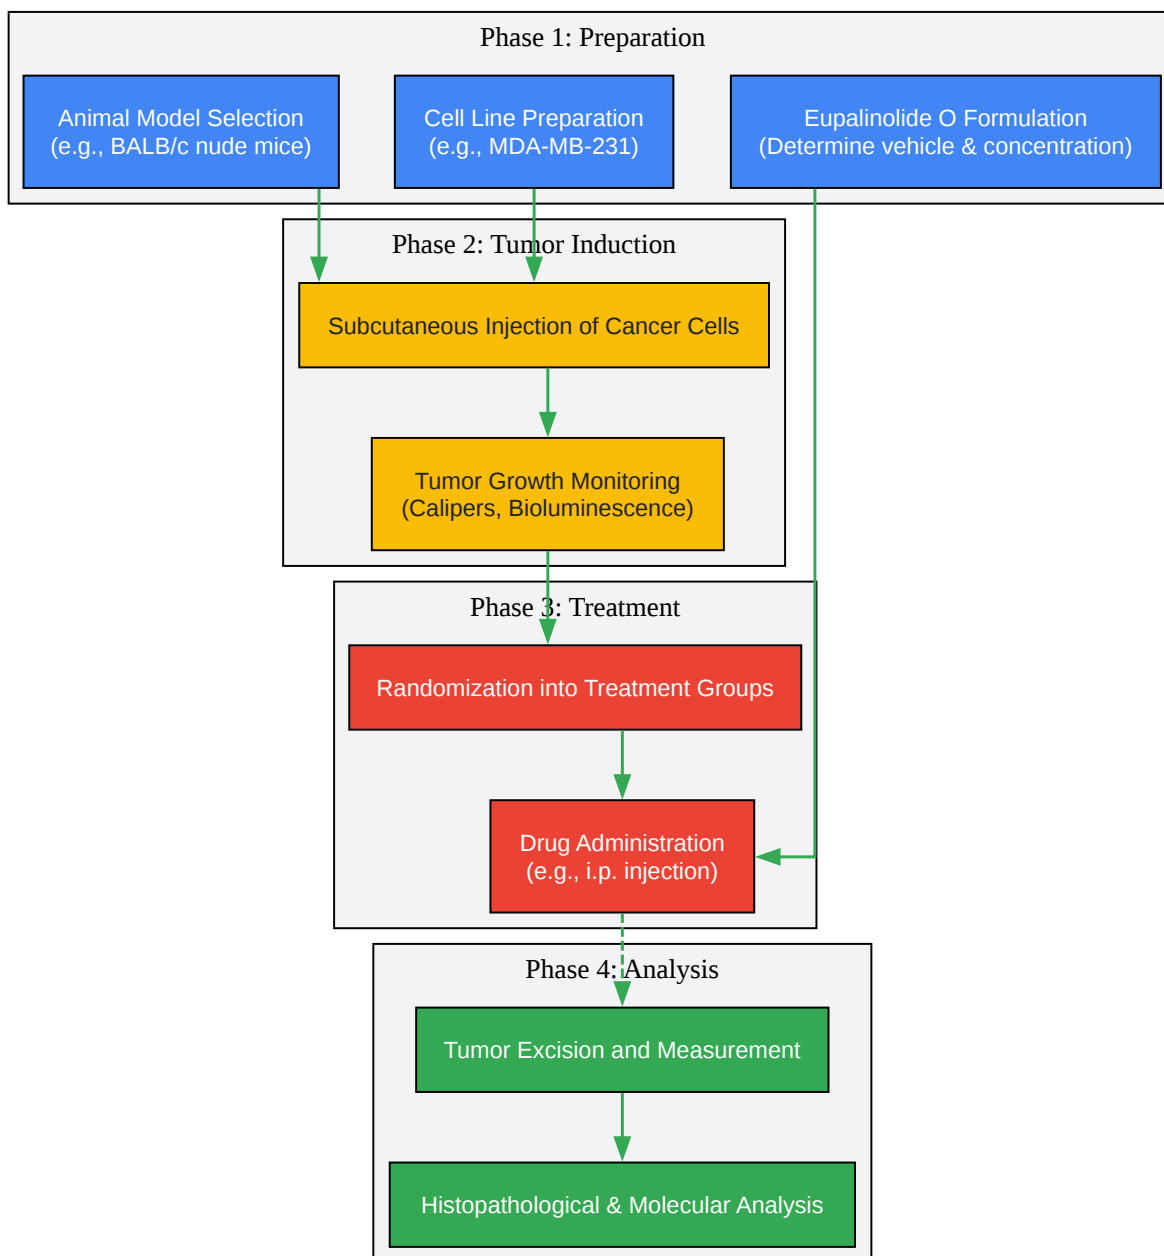 Phase 1: Preparation
Animal Model Selection
(e.g., BALB/c nude mice)
Cell Line Preparation
(e.g., MDA-MB-231)
Eupalinolide O Formulation
(Determine vehicle & concentration)
Phase 2: Tumor Induction
Subcutaneous Injection of Cancer Cells
Tumor Growth Monitoring
(Calipers, Bioluminescence)
Phase 3: Treatment
Randomization into Treatment Groups
Drug Administration
(e.g., i.p. injection)
Phase 4: Analysis
Tumor Excision and Measurement
Histopathological & Molecular Analysis